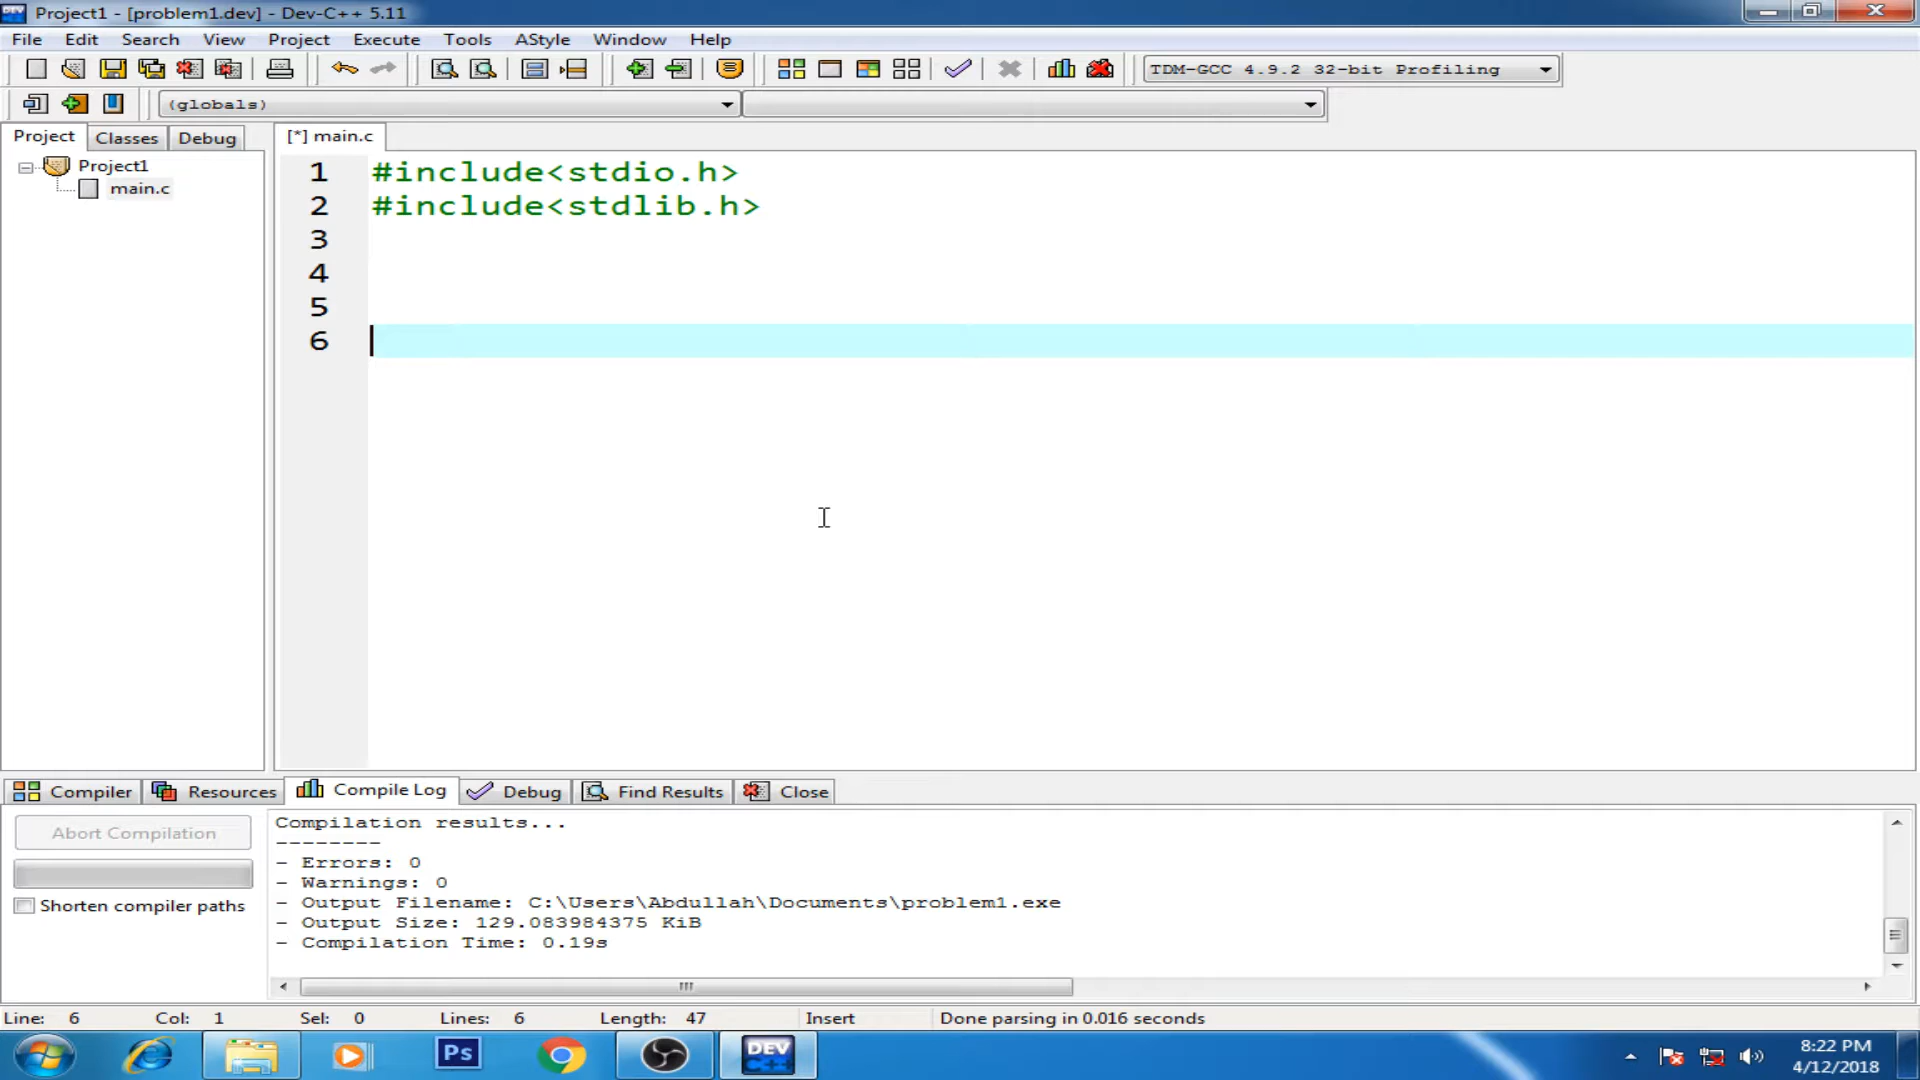 Project1 - [problem1.dev] - Dev-C++ 5.11
File Edit Search View Project Execute Tools AStyle Window Help
TDM-GCC 4.9.2 32-bit Profiling
(globals)
Project Classes Debug
[*] main.c
Project1
main.c
1 #include<stdio.h>
2 #include<stdlib.h>
3
4
5
6
Compiler Resources Compile Log Debug Find Results Close
Abort Compilation
Shorten compiler paths
Compilation results...
--------
- Errors: 0
- Warnings: 0
- Output Filename: C:\Users\Abdullah\Documents\problem1.exe
- Output Size: 129.083984375 KiB
- Compilation Time: 0.19s
Line: 6 Col: 1 Sel: 0 Lines: 6 Length: 47 Insert Done parsing in 0.016 seconds
Ps
DEV
C++
8:22 PM
4/12/2018